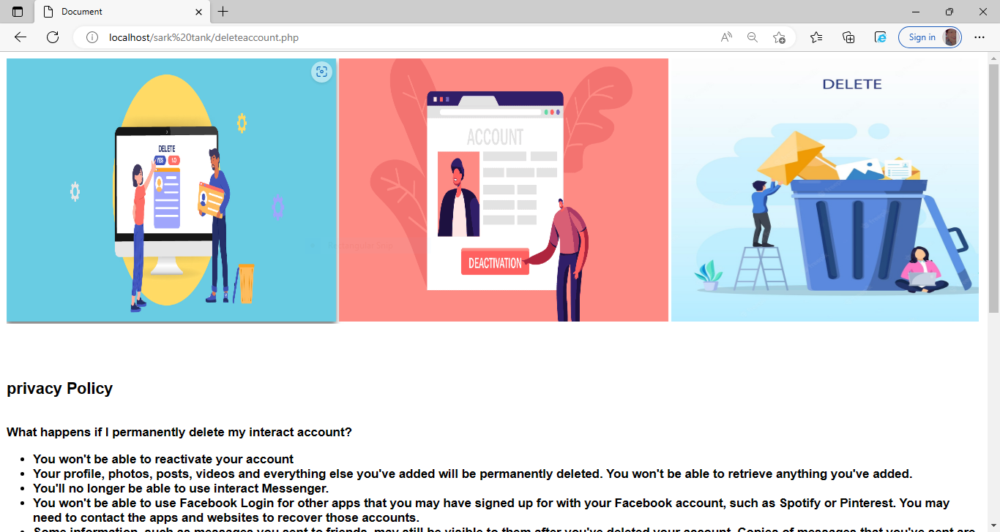 Document
localhost/sark%20tank/deleteaccount.php
Sign in
DELETE
YES
NO
ACCOUNT
DEACTIVATION
DELETE
Rectangular Snip
privacy Policy
What happens if I permanently delete my interact account?
• You won't be able to reactivate your account
• Your profile, photos, posts, videos and everything else you've added will be permanently deleted. You won't be able to retrieve anything you've added.
• You'll no longer be able to use interact Messenger.
• You won't be able to use Facebook Login for other apps that you may have signed up for with your Facebook account, such as Spotify or Pinterest. You may
need to contact the apps and websites to recover those accounts.
• Some information, such as messages you sent to friends, may still be visible to them after you've deleted your account. Copies of messages that you've sent are